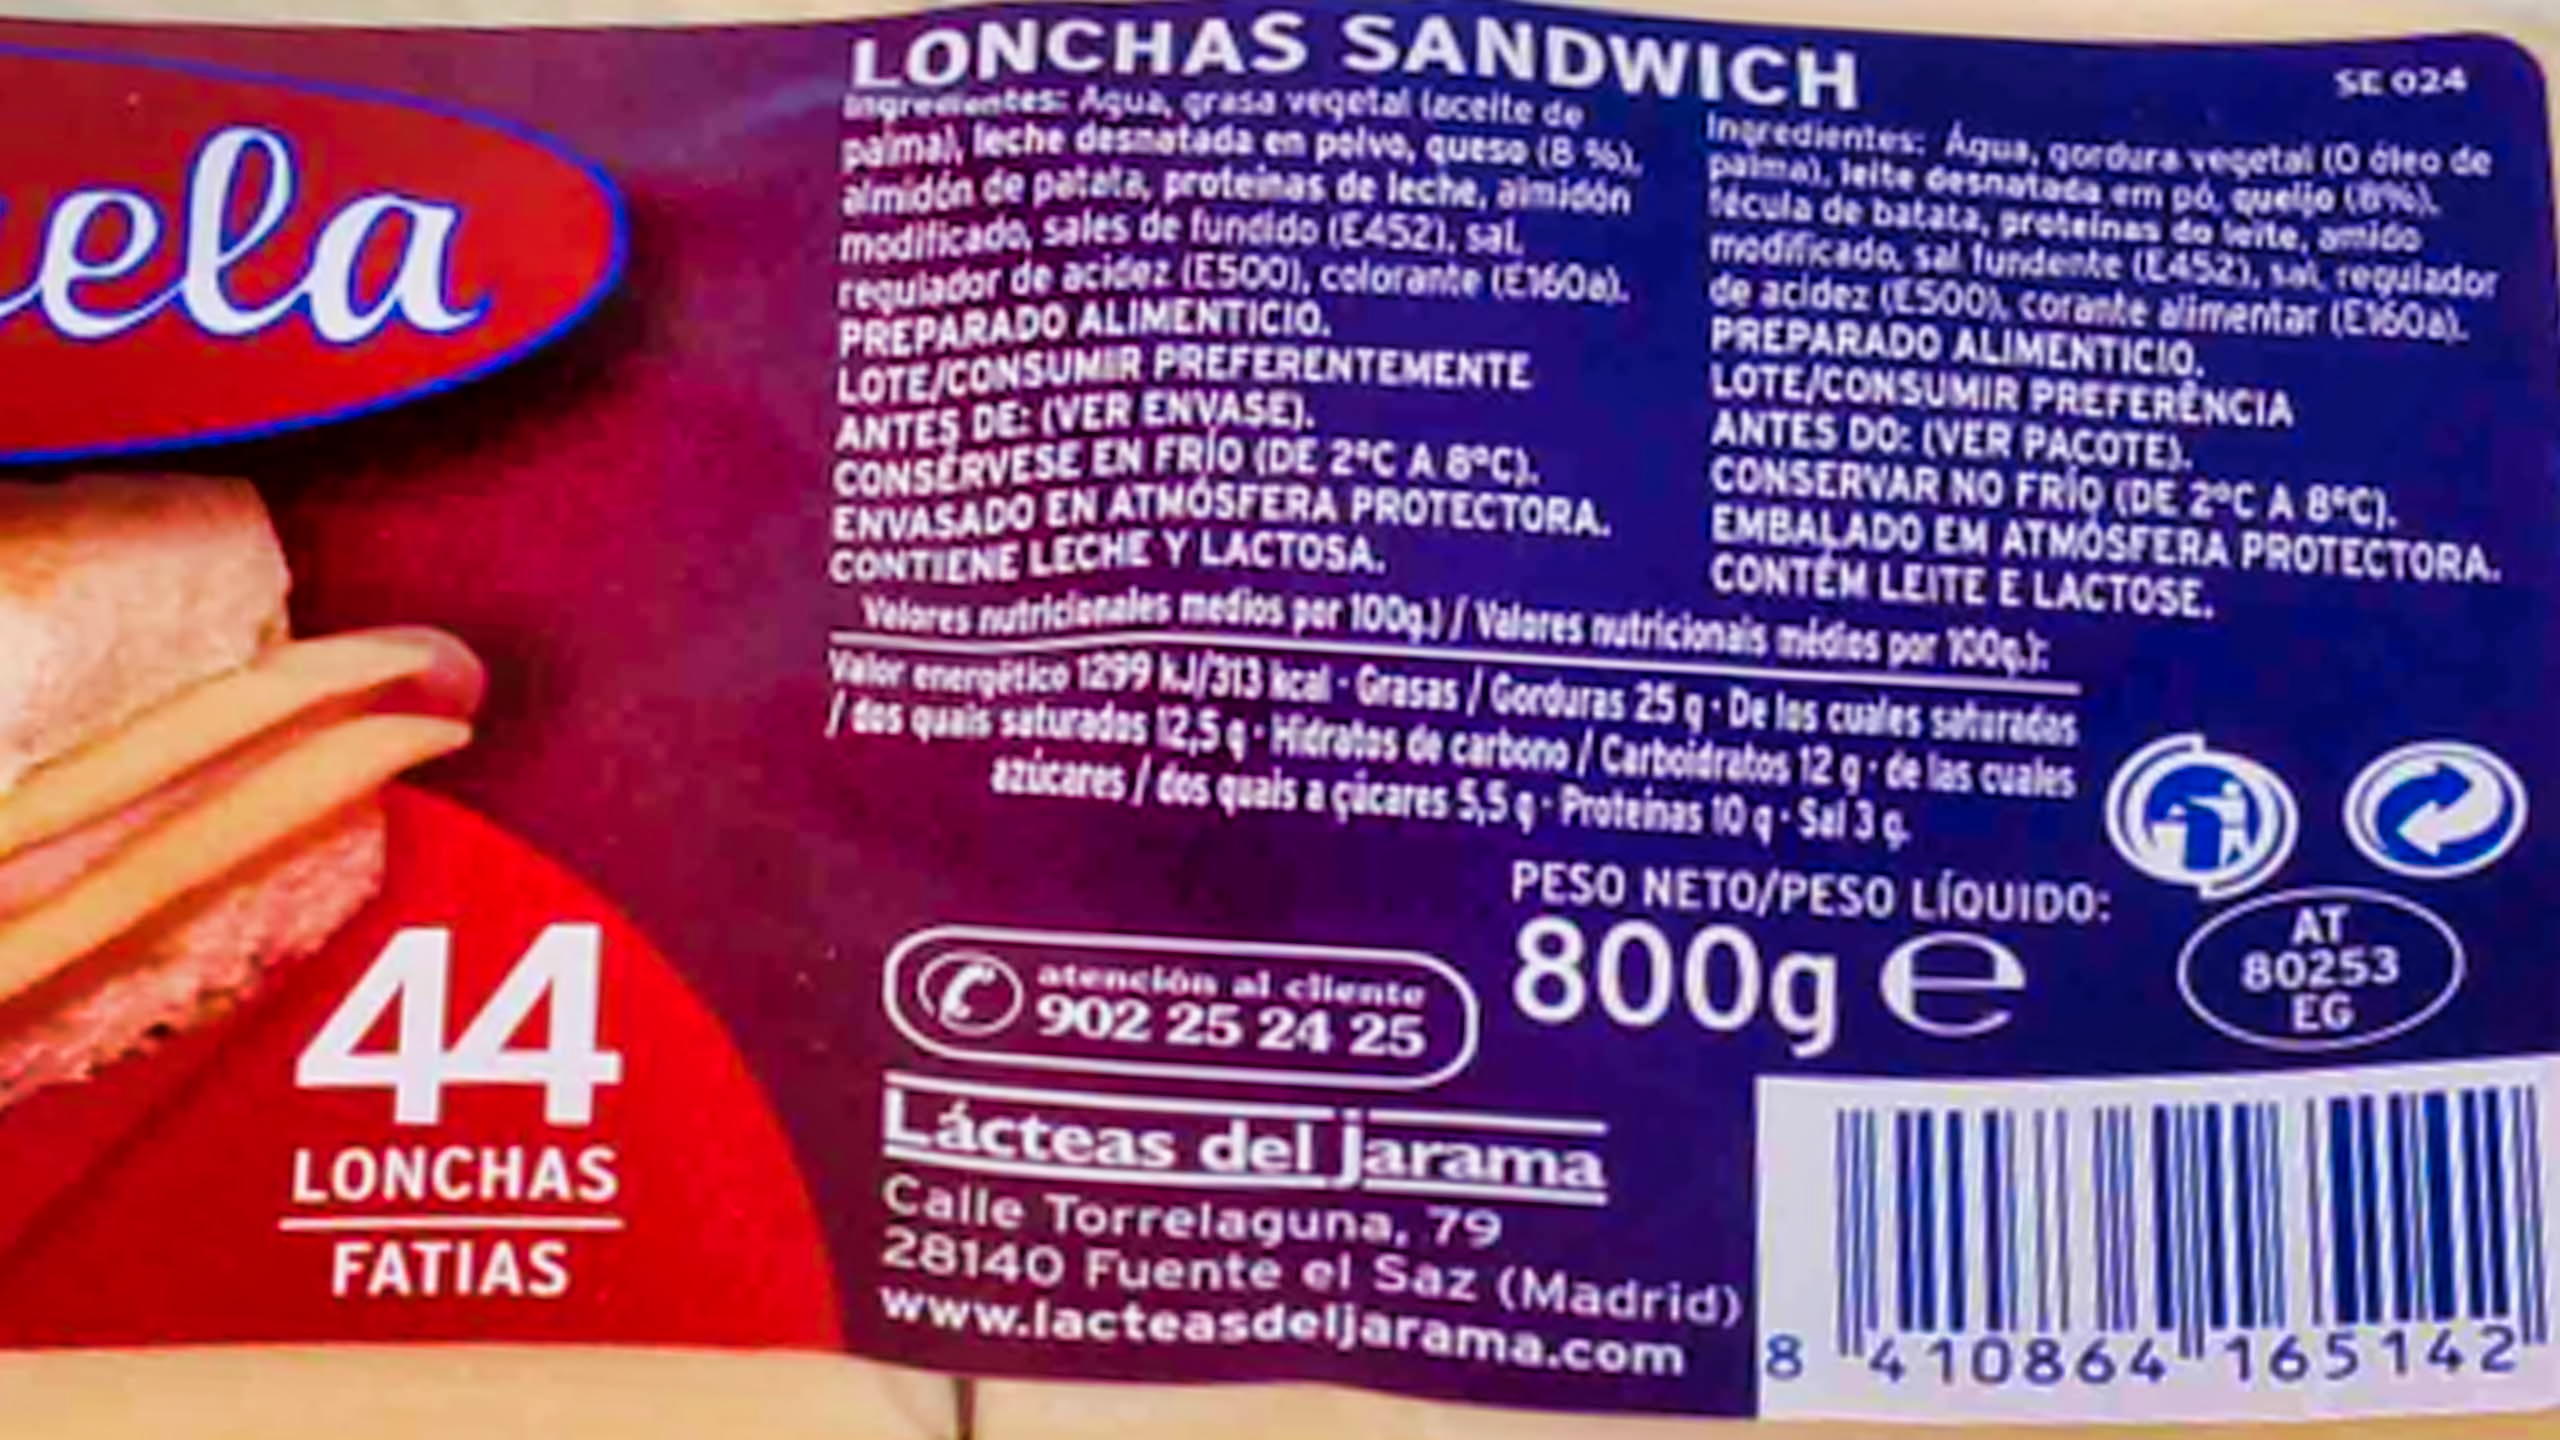 ela
44
LONCHAS
FATIAS
LONCHAS SANDWICH
SE 024
Ingredientes: Agua, grasa vegetal (aceite de
palma), leche desnatada en polvo, queso (8 %),
almidón de patata, proteinas de leche, almidón
modificado, sales de fundido (E452), sal,
regulador de acidez (E500), colorante (E160a).
PREPARADO ALIMENTICIO.
LOTE/CONSUMIR PREFERENTEMENTE
ANTES DE: (VER ENVASE).
CONSÉRVESE EN FRÍO (DE 2ºC A 8ºC).
ENVASADO EN ATMÓSFERA PROTECTORA.
CONTIENE LECHE Y LACTOSA.
Ingredientes: Água, gordura vegetal (O óleo de
palma), leite desnatada em pó, queijo (8%),
fécula de batata, proteínas do leite, amido
modificado, sal fundente (E452), sal, regulador
de acidez (E500), corante alimentar (E160a).
PREPARADO ALIMENTICIO.
LOTE/CONSUMIR PREFERÊNCIA
ANTES DO: (VER PACOTE).
CONSERVAR NO FRÍO (DE 2ºC A 8ºC).
EMBALADO EM ATMÓSFERA PROTECTORA.
CONTÉM LEITE E LACTOSE.
Valores nutricionales medios por 100g.) / Valores nutricionais médios por 100g.):
Valor energético 1299 kJ/313 kcal · Grasas / Gorduras 25 g · De los cuales saturadas
/ dos quais saturados 12,5 g · Hidratos de carbono / Carboidratos 12 g · de las cuales
azúcares / dos quais a çúcares 5,5 g · Proteinas 10 g · Sal 3 g.
PESO NETO/PESO LÍQUIDO:
800g e
AT
80253
EG
atención al cliente
902 25 24 25
Lácteas del Jarama
Calle Torrelaguna, 79
28140 Fuente el Saz (Madrid)
www.lacteasdeljarama.com
8 410864 165142